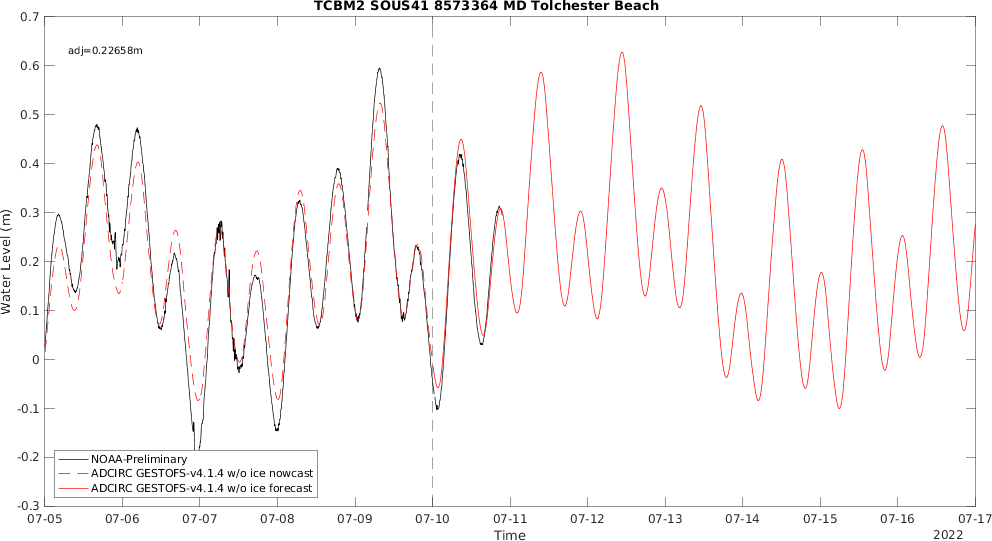 TCBM2 SOUS41 8573364 MD Tolchester Beach
adj=0.22658m
Water Level (m)
0.7
0.6
0.5
0.4
0.3
0.2
0.1
0
-0.1
-0.2
-0.3
NOAA-Preliminary
ADCIRC GESTOFS-v4.1.4 w/o ice nowcast
ADCIRC GESTOFS-v4.1.4 w/o ice forecast
07-05 07-06 07-07 07-08 07-09 07-10 07-11 07-12 07-13 07-14 07-15 07-16 07-17
Time
2022